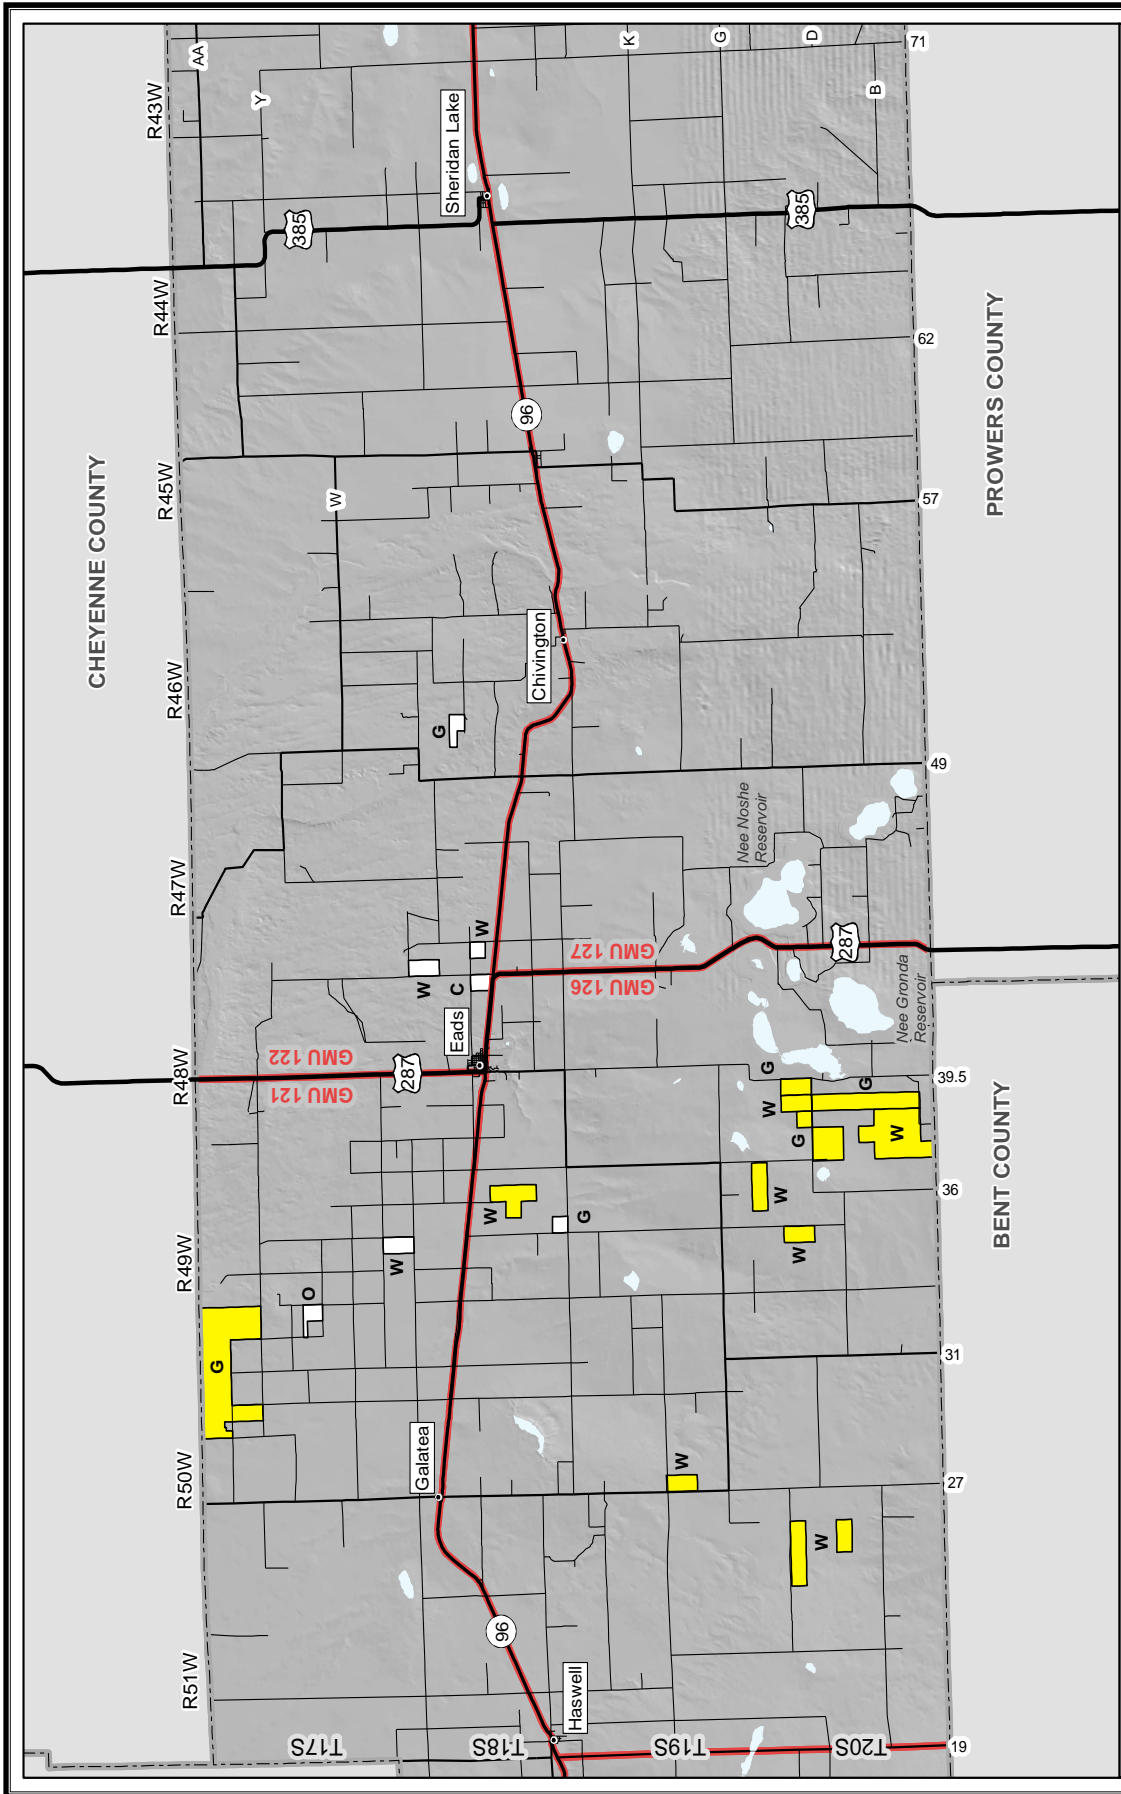 CHEYENNE COUNTY
R51W
R50W
R49W
R48W
R47W
R46W
R45W
R44W
R43W
AA
Y
W
385
T17S
O
G
GMU 121
GMU 122
287
W
W
G
Galatea
Eads
C
W
Sheridan Lake
96
T18S
W
G
Haswell
Chivington
96
GMU 126
GMU 127
K
T19S
W
G
Nee Noshe
Reservoir
W
W
W
G
G
W
G
W
287
385
D
B
T20S
Nee Gronda
Reservoir
19
27
31
36
39.5
49
57
62
71
BENT COUNTY
PROWERS COUNTY